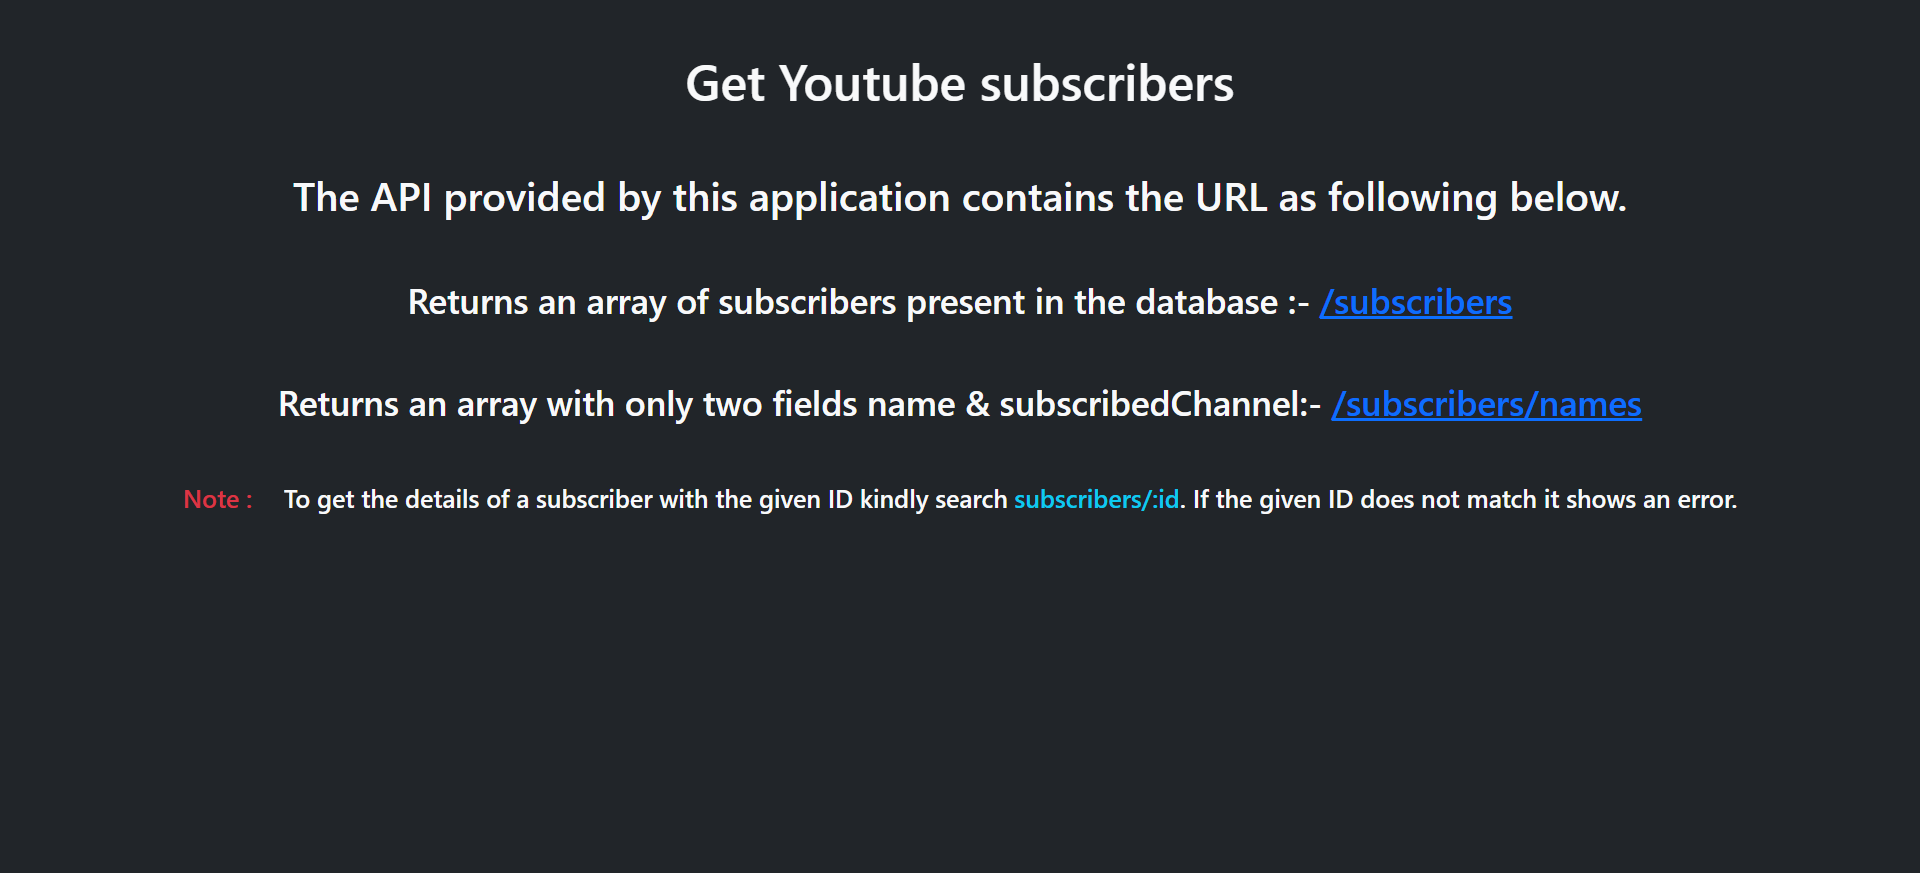 Get Youtube subscribers
The API provided by this application contains the URL as following below.
Returns an array of subscribers present in the database :- /subscribers
Returns an array with only two fields name & subscribedChannel:- /subscribers/names
Note : To get the details of a subscriber with the given ID kindly search subscribers/:id. If the given ID does not match it shows an error.